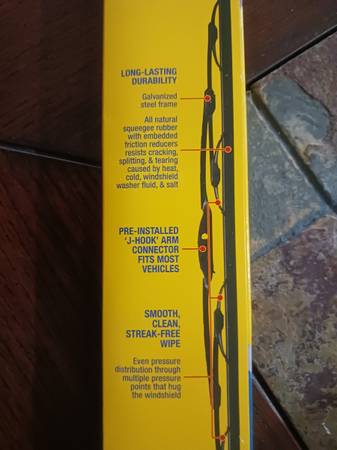 LONG-LASTING
DURABILITY
Galvanized
steel frame
All natural
squeegee rubber
with embedded
friction reducers
resists cracking,
splitting, & tearing
caused by heat,
cold, windshield
washer fluid, & salt
PRE-INSTALLED
'J-HOOK' ARM
CONNECTOR
FITS MOST
VEHICLES
SMOOTH,
CLEAN,
STREAK-FREE
WIPE
Even pressure
distribution through
multiple pressure
points that hug
the windshield